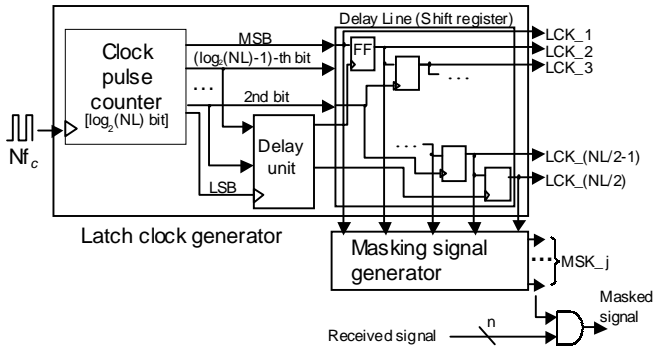 Delay Line (Shift register)
MSB
Clock pulse counter
[log₂(NL) bit]
(log₂(NL)-1)-th bit
...
2nd bit
LSB
Nf_c
Delay unit
FF
...
....
LCK_1
LCK_2
LCK_3
LCK_(NL/2-1)
LCK_(NL/2)
Latch clock generator
Masking signal generator
...
MSK_j
Masked signal
n
Received signal